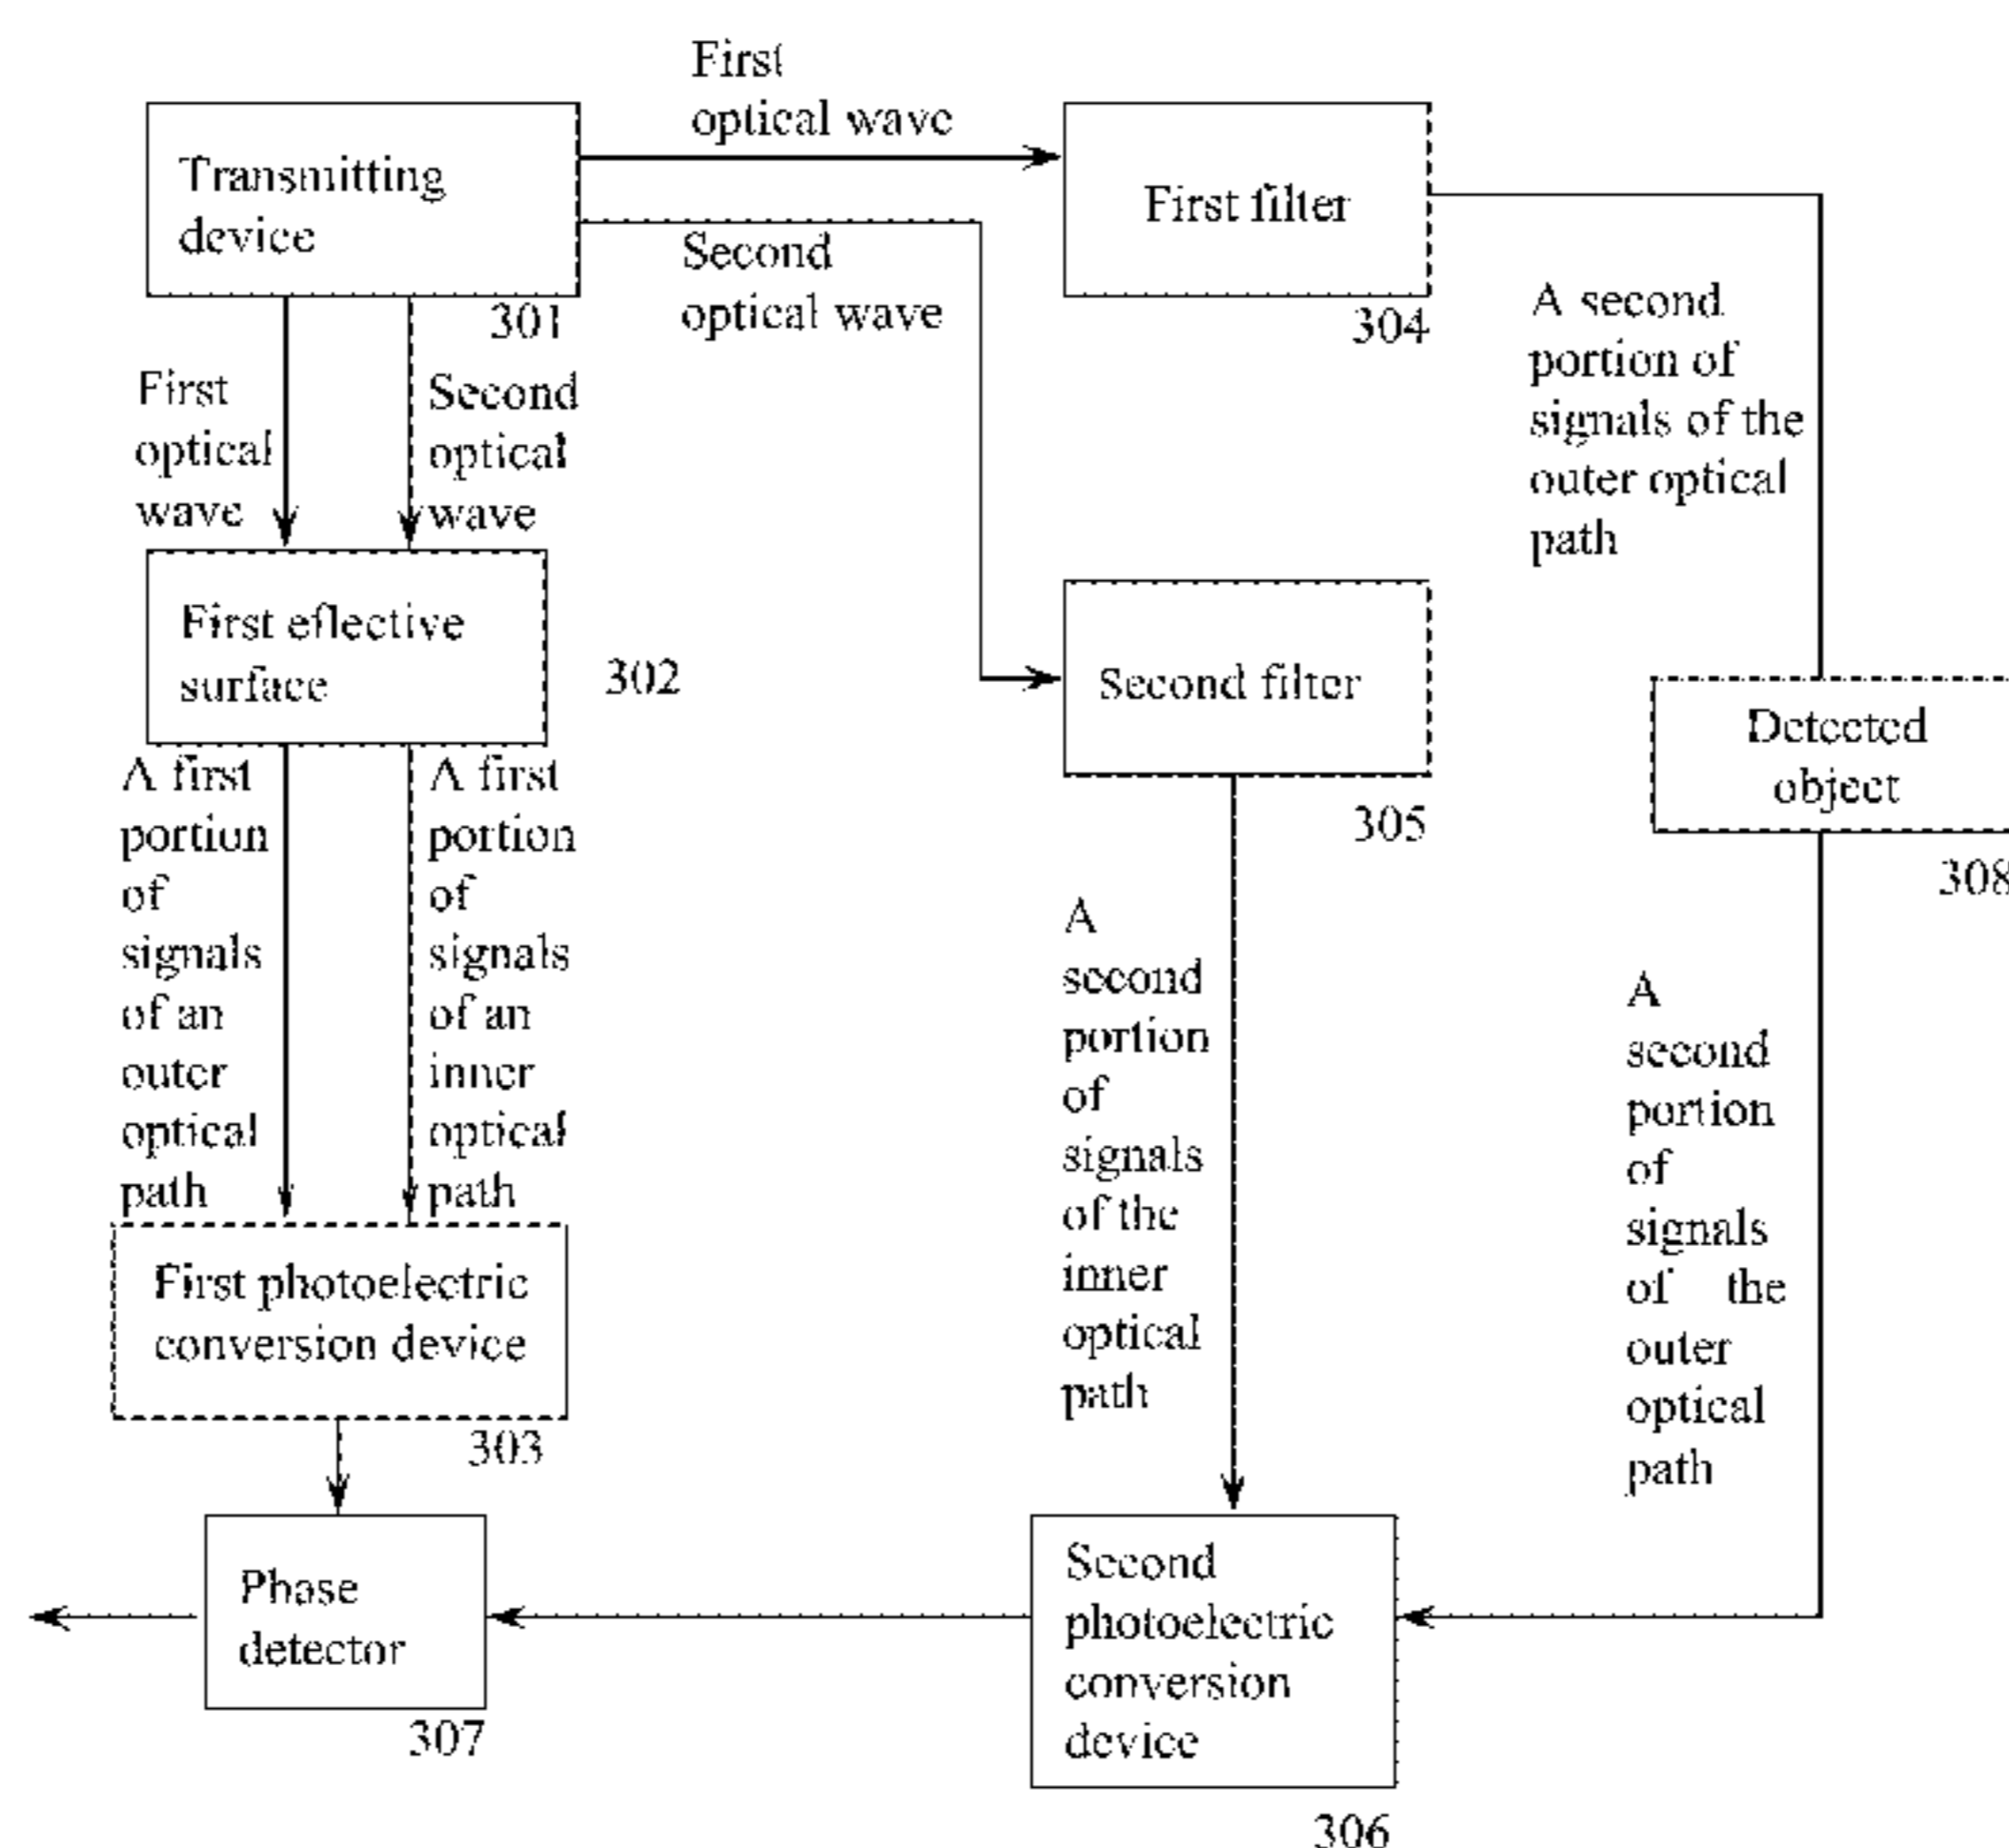 First
optical wave
Transmitting
device
301
First filter
304
Second
optical wave
First
optical
wave
Second
optical
wave
A second
portion of
signals of the
outer optical
path
First eflective
surface
302
Second filter
305
Detected
object
308
A first
portion
of
signals
of an
outer
optical
path
A first
portion
of
signals
of an
inner
optical
path
A
second
portion
of
signals
of the
inner
optical
path
A
second
portion
of
signals
of the
outer
optical
path
First photoelectric
conversion device
303
Phase
detector
307
Second
photoelectric
conversion
device
306